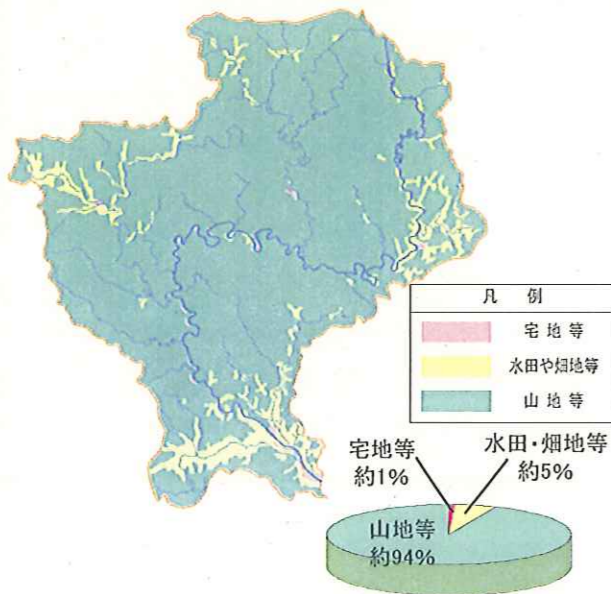 凡 例
宅 地 等
水田や畑地等
山 地 等
宅地等
約1%
水田・畑地等
約5%
山地等
約94%